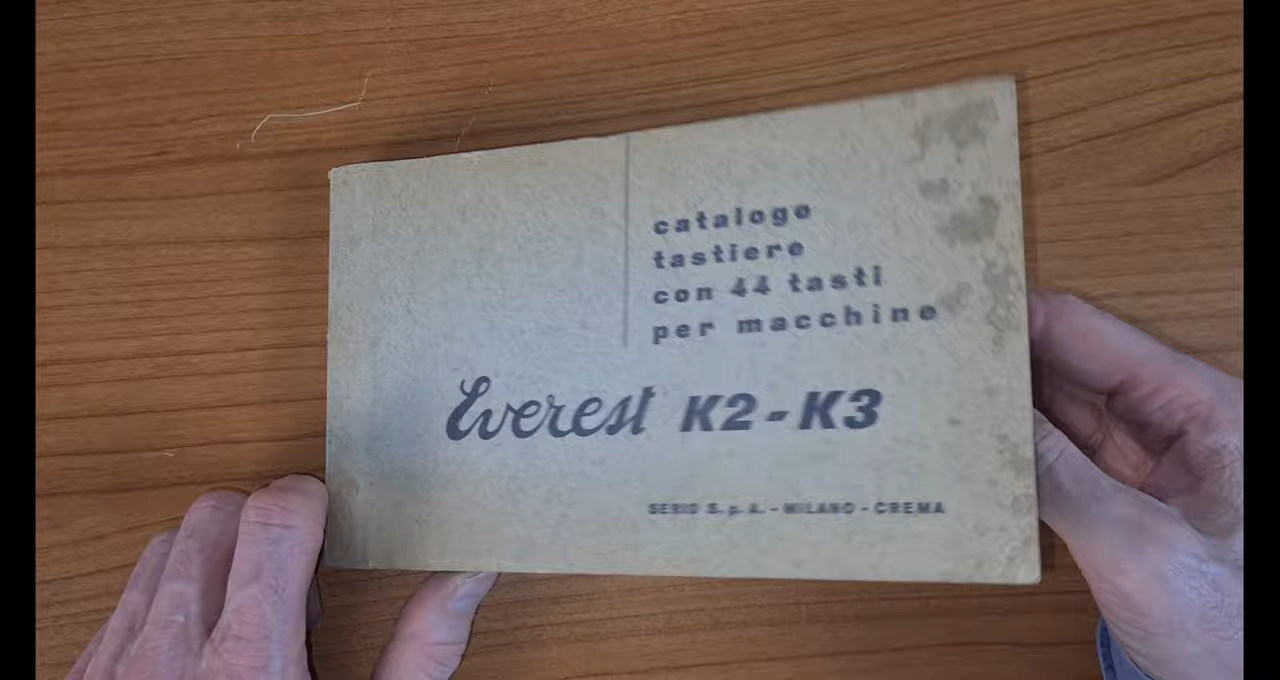 catalogo
tastiere
con 44 tasti
per macchine
Everest K2-K3
SERIO S.p.A. - MILANO - CREMA